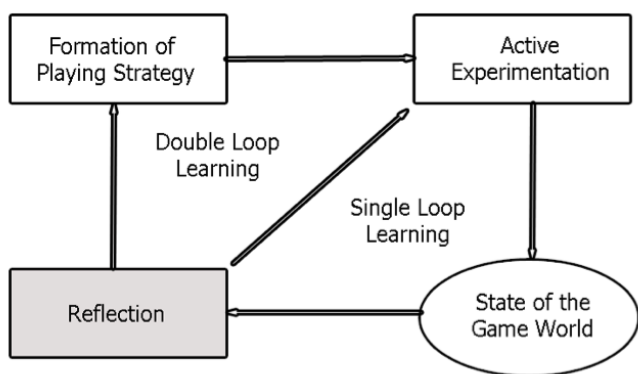 Formation of
Playing Strategy
Active
Experimentation
Double Loop
Learning
Single Loop
Learning
Reflection
State of the
Game World